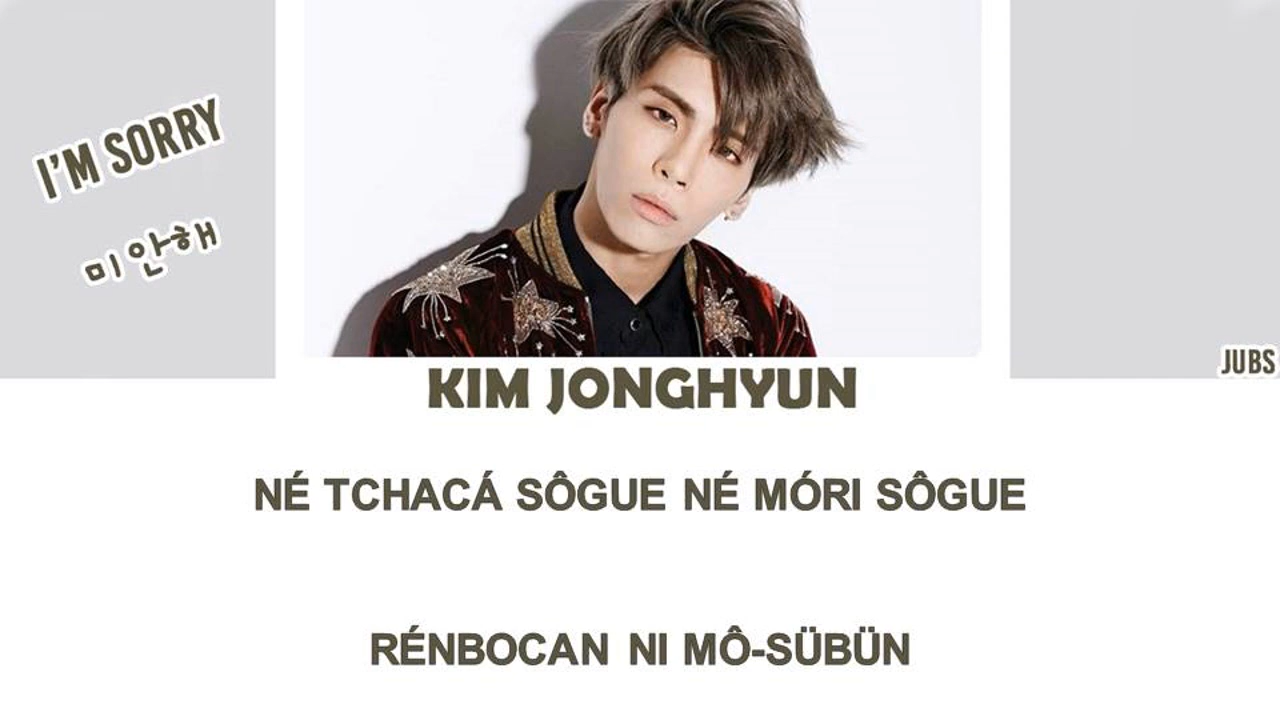 I'M SORRY
미안해
JUBS
KIM JONGHYUN
NÉ TCHACÁ SÔGUE NÉ MÓRI SÔGUE
RÉNBOCAN NI MÔ-SÜBÜN